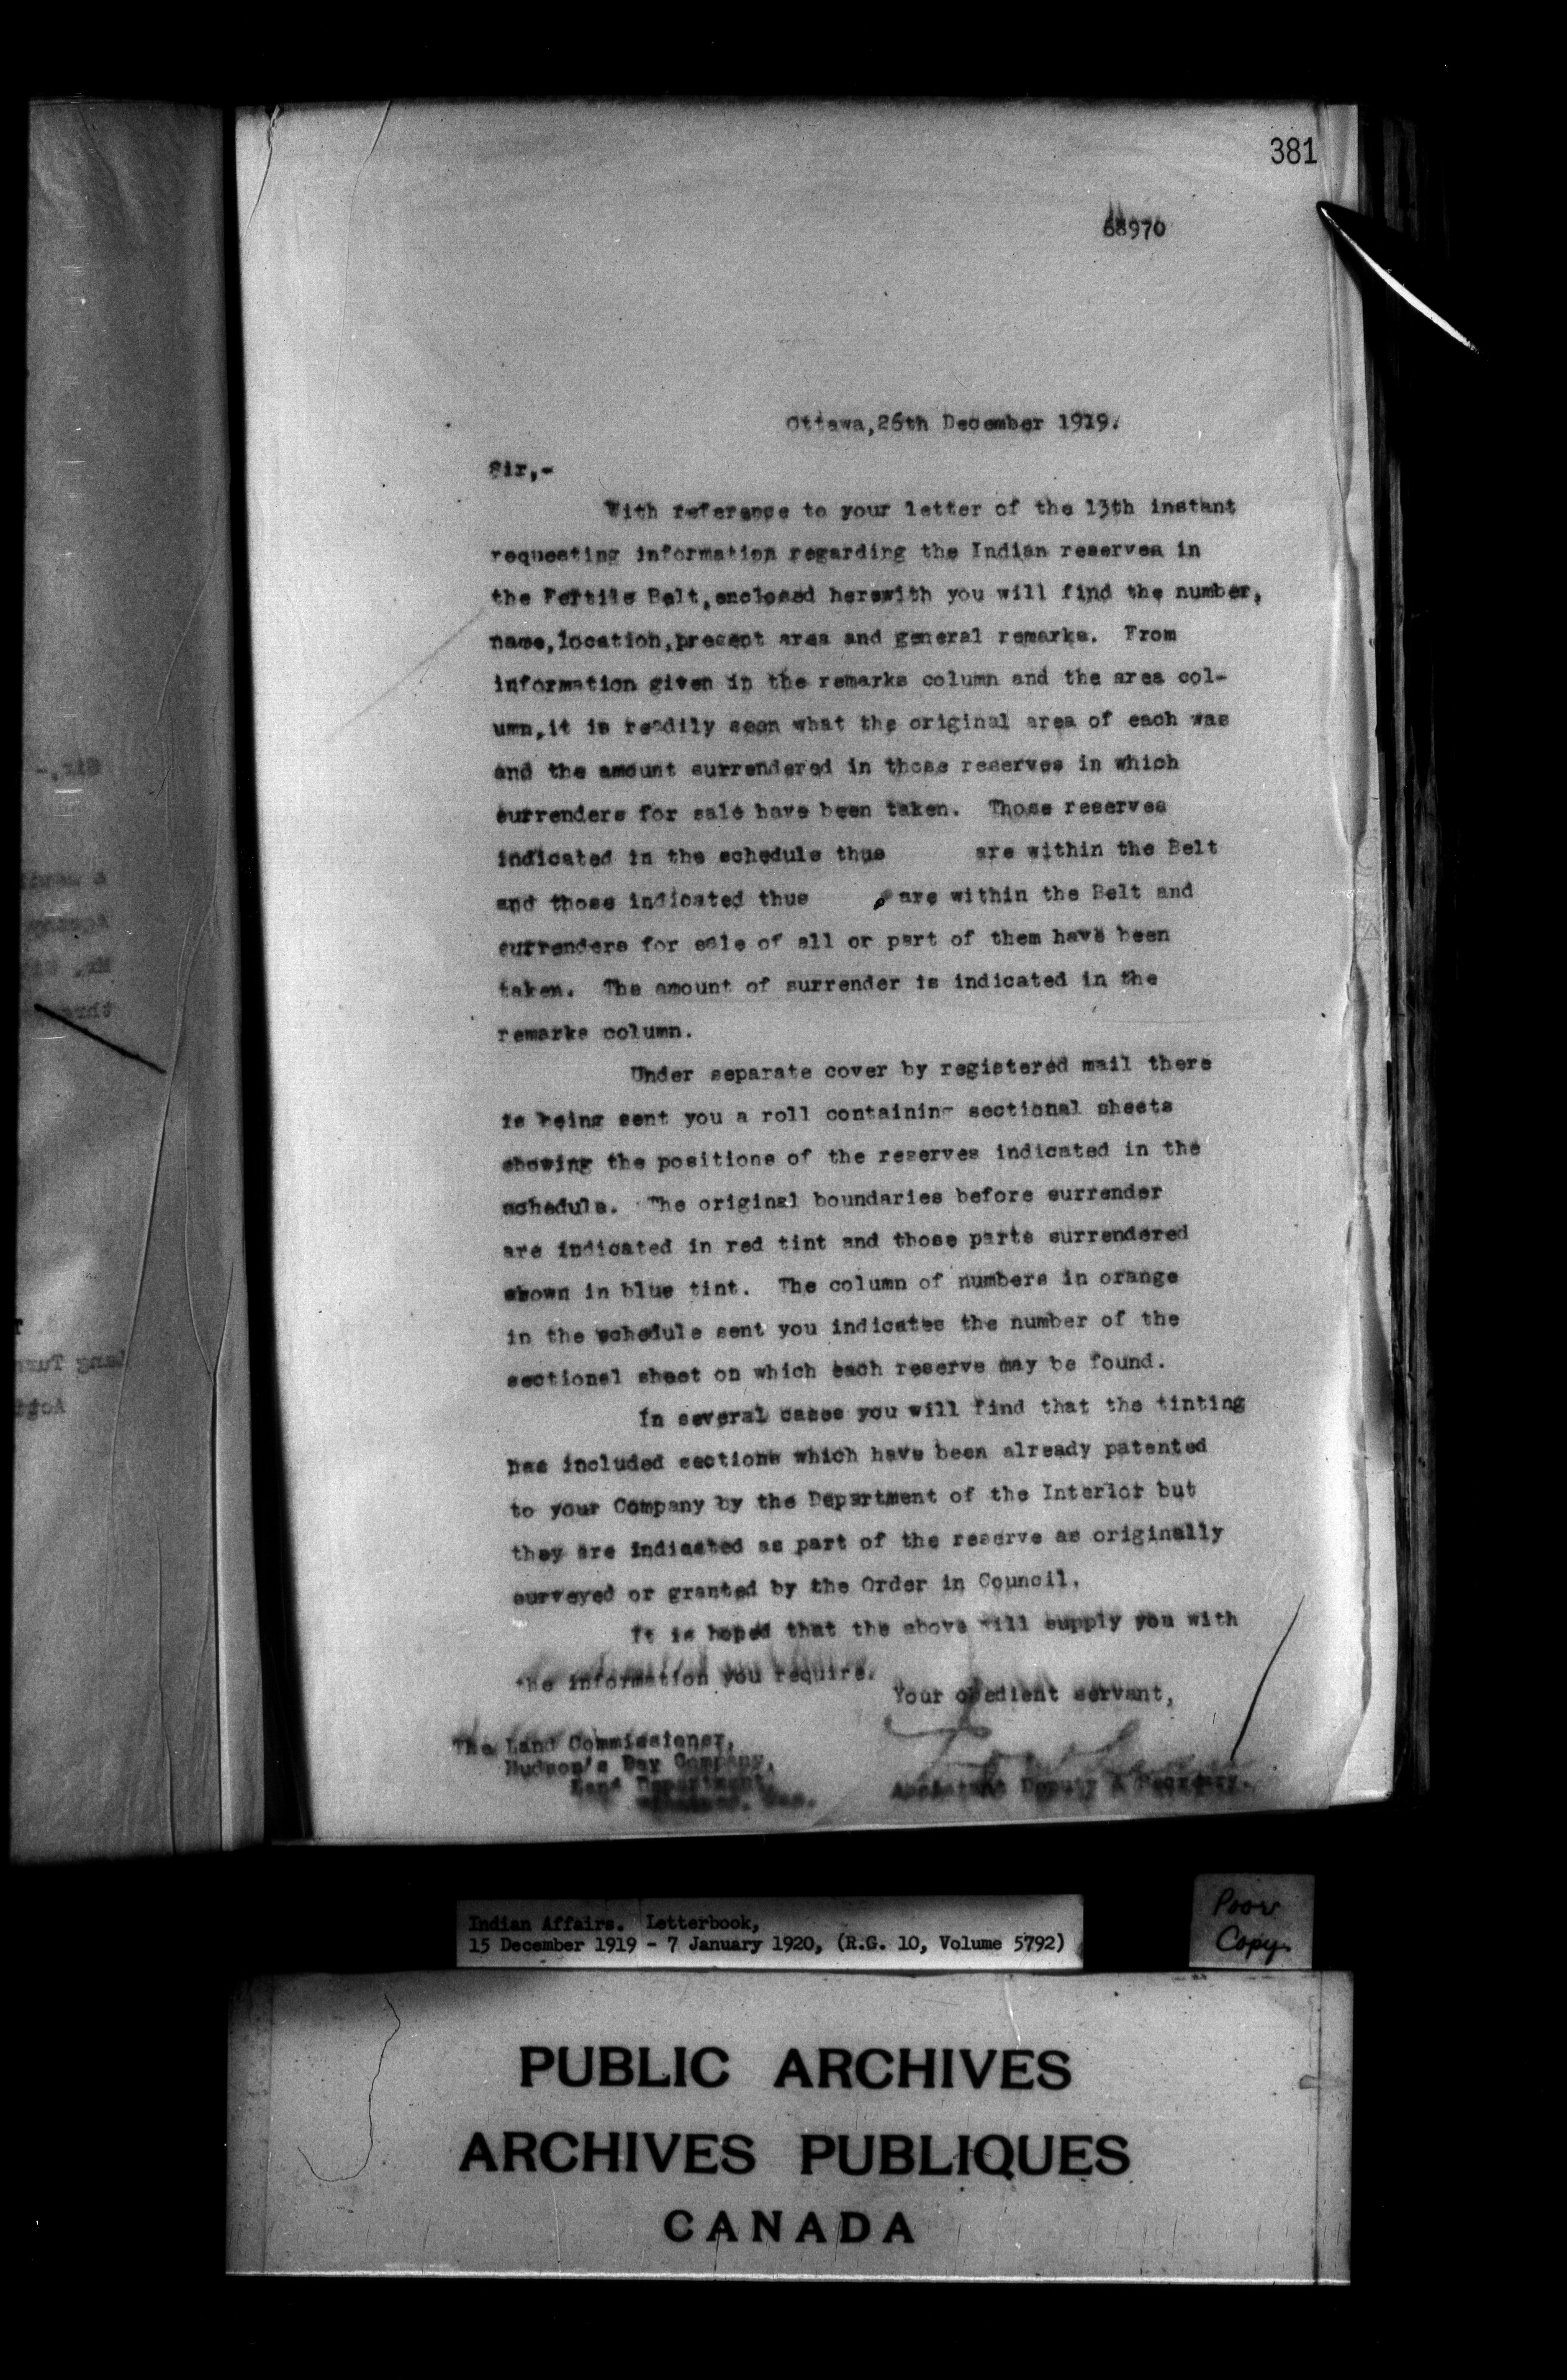 381
68970
Ottawa, 26th December 1919.
Sir,-
With reference to your letter of the 13th instant
requesting information regarding the Indian reserves in
the Fertile Belt, enclosed herewith you will find the number,
name, location, present area and general remarks. From
information given in the remarks column and the area col-
umn, it is readily seen what the original area of each was
and the amount surrendered in those reserves in which
surrenders for sale have been taken. Those reserves
indicated in the schedule thus are within the Belt
and those indicated thus are within the Belt and
surrenders for sale of all or part of them have been
taken. The amount of surrender is indicated in the
remarks column.
Under separate cover by registered mail there
is being sent you a roll containing sectional sheets
showing the positions of the reserves indicated in the
schedule. The original boundaries before surrender
are indicated in red tint and those parts surrendered
shown in blue tint. The column of numbers in orange
in the schedule sent you indicates the number of the
sectional sheet on which each reserve may be found.
In several cases you will find that the tinting
has included sections which have been already patented
to your Company by the Department of the Interior but
they are indicated as part of the reserve as originally
surveyed or granted by the Order in Council.
It is hoped that the above will supply you with
the information you require.
Your obedient servant,
The Land Commissioner,
Hudson's Bay Company,
Land Department,
Assistant Deputy & Secretary.
Indian Affairs. Letterbook,
15 December 1919 - 7 January 1920, (R.G. 10, Volume 5792)
Poor
Copy.
PUBLIC ARCHIVES
ARCHIVES PUBLIQUES
CANADA